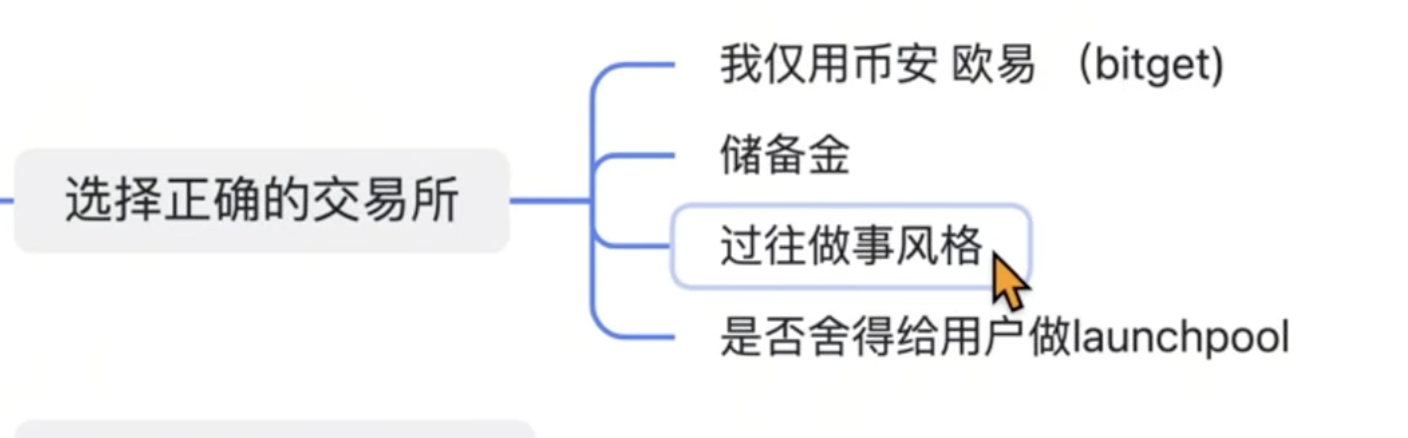 选择正确的交易所
我仅用币安 欧易 （bitget)
储备金
过往做事风格
是否舍得给用户做launchpool